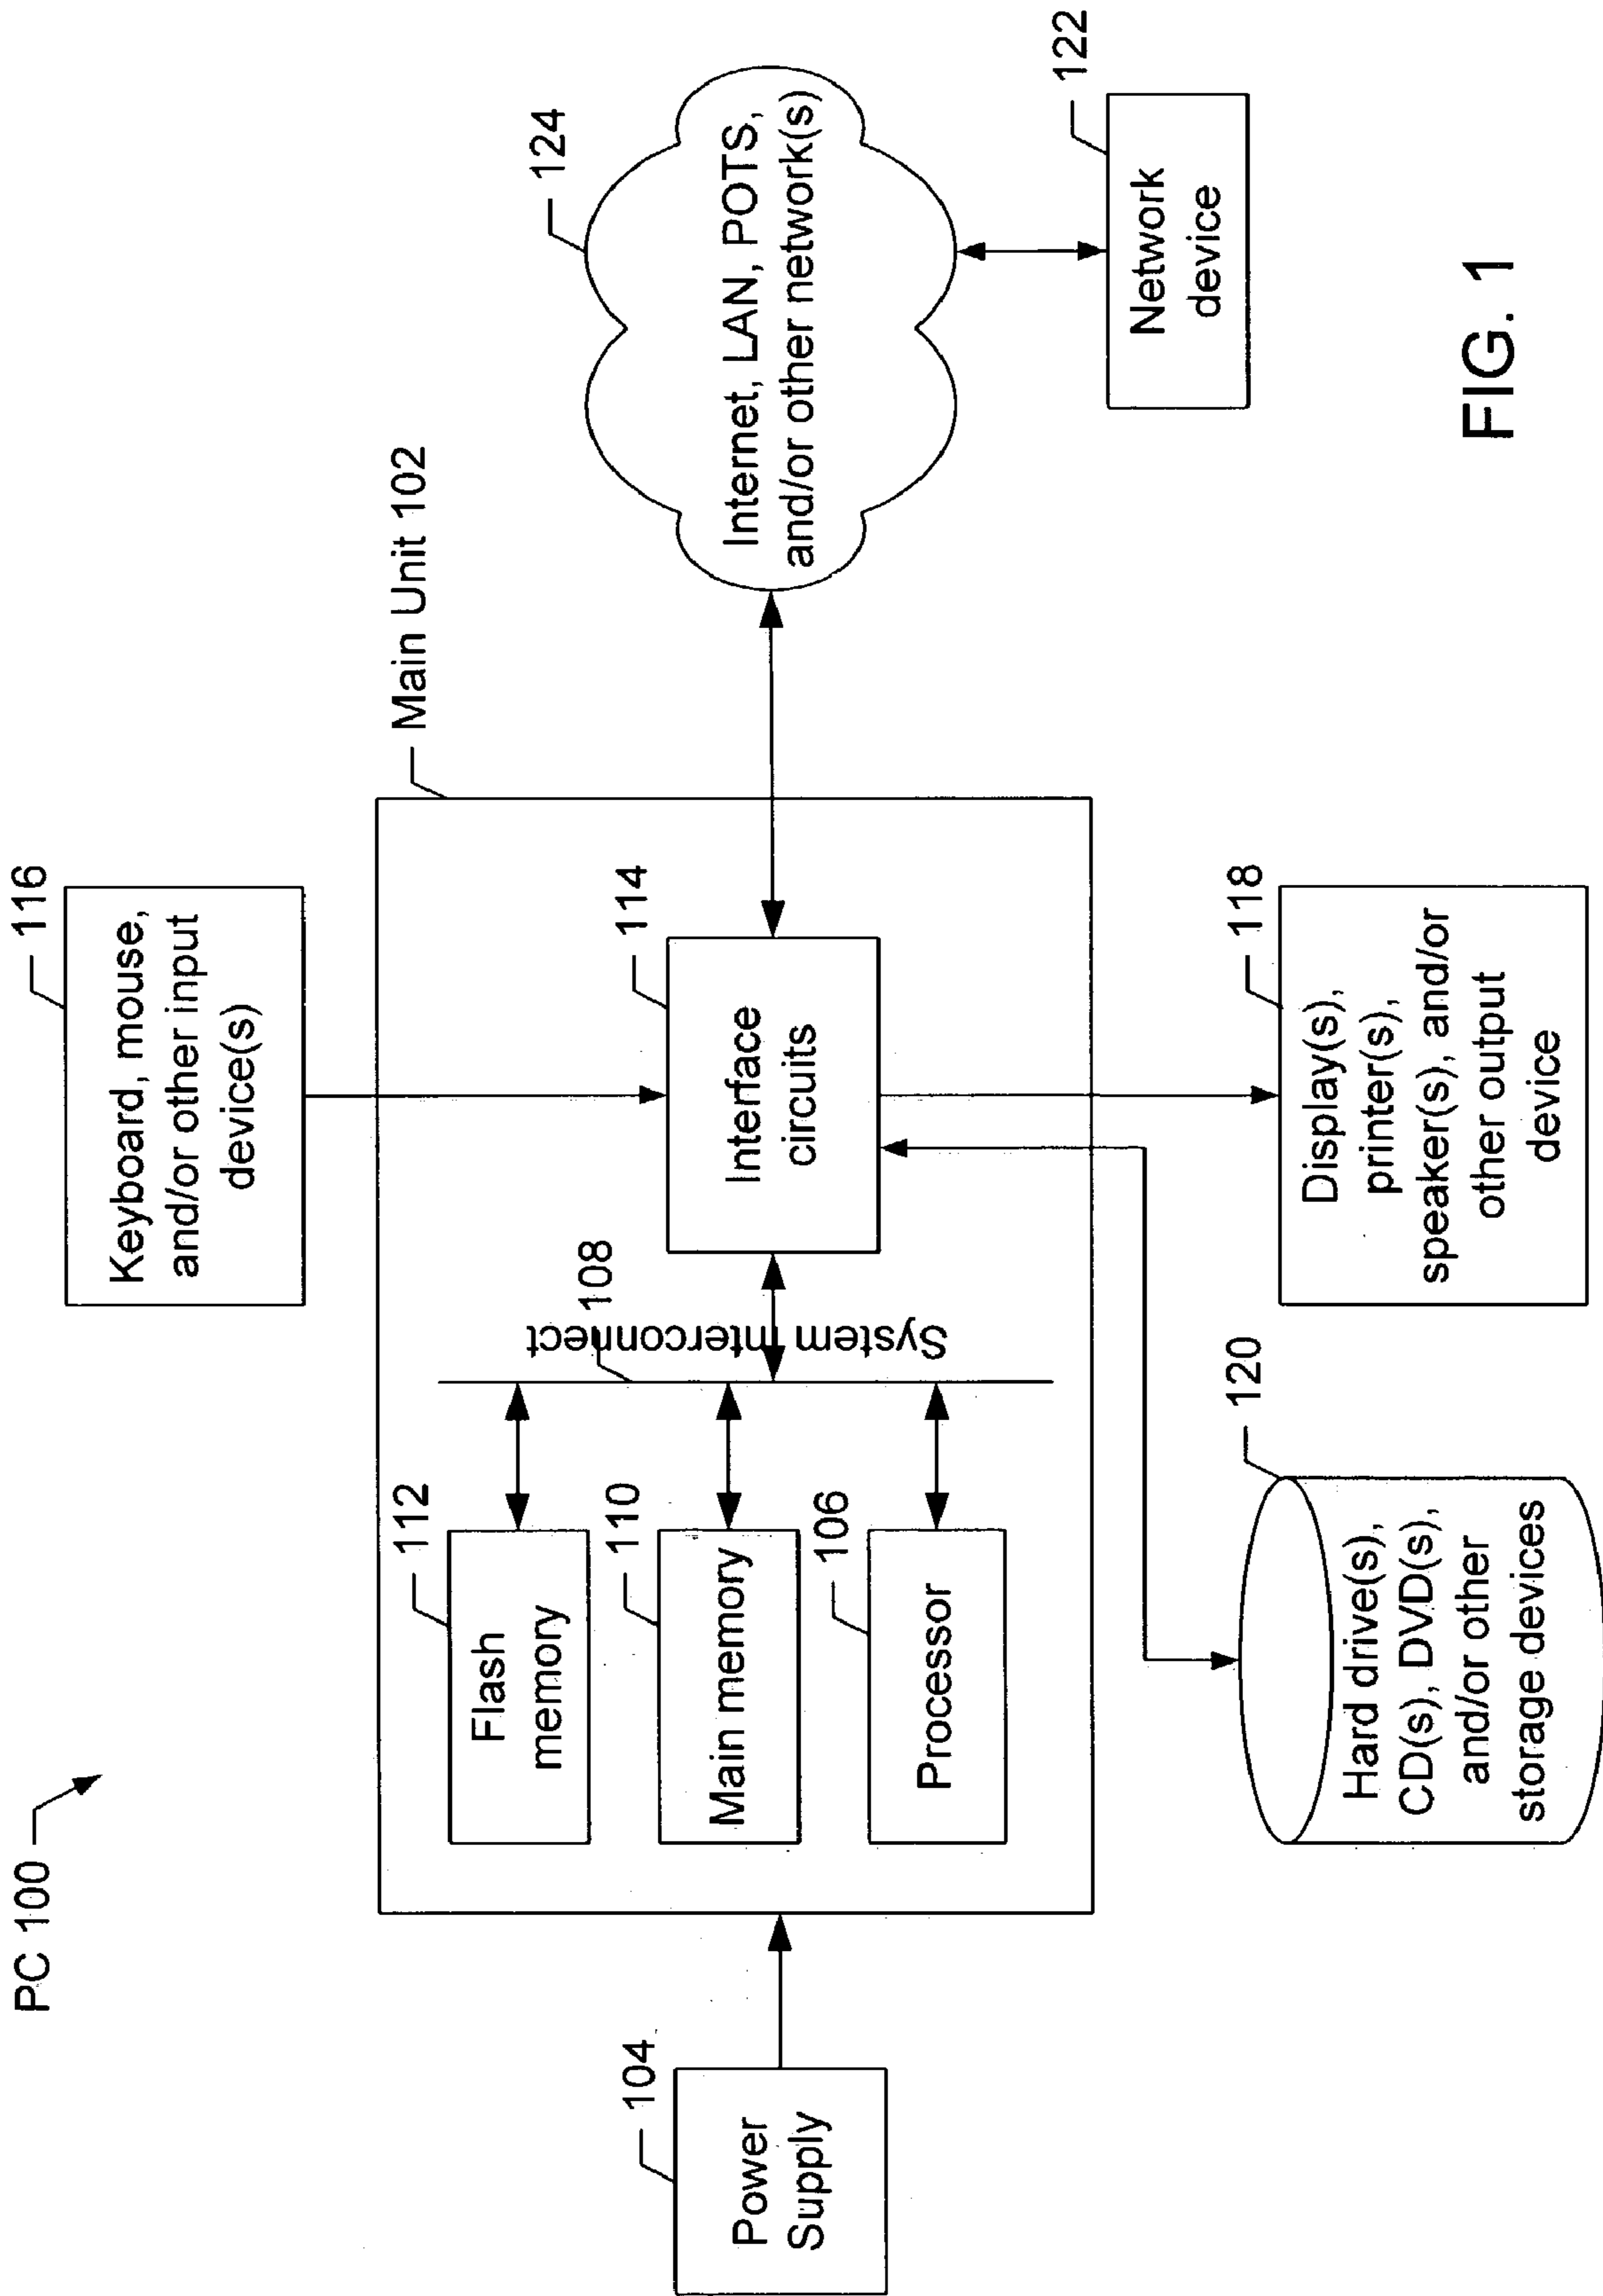 PC 100
116
Keyboard, mouse,
and/or other input
device(s)
Main Unit 102
124
Internet, LAN, POTS,
and/or other network(s)
112
Flash
memory
110
Main memory
106
Processor
108
System Interconnect
114
Interface
circuits
104
Power
Supply
122
Network
device
120
Hard drive(s),
CD(s), DVD(s),
and/or other
storage devices
118
Display(s),
printer(s),
speaker(s), and/or
other output
device
FIG. 1